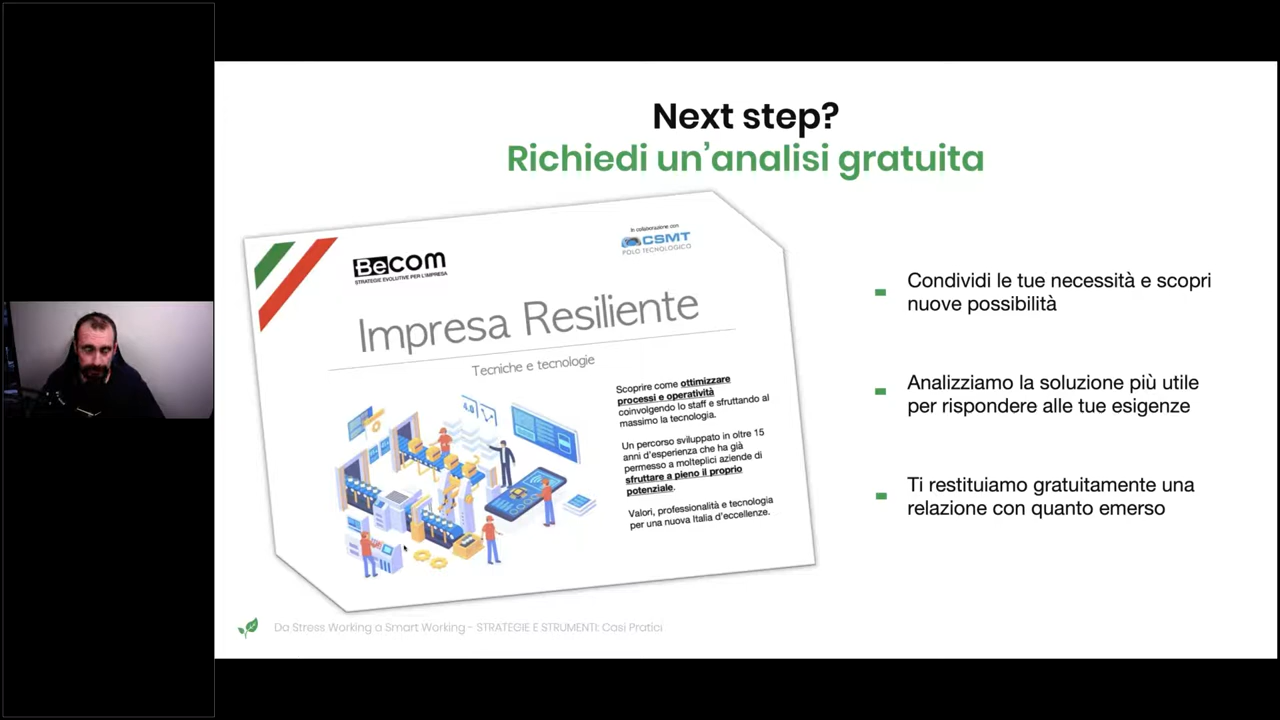 Next step?
Richiedi un'analisi gratuita
In collaborazione con
CSMT
POLO TECNOLOGICO
Becom
STRATEGIE EVOLUTIVE PER L'IMPRESA
Impresa Resiliente
Tecniche e tecnologie
Scoprire come ottimizzare
processi e operatività
coinvolgendo lo staff e sfruttando al
massimo la tecnologia.
Un percorso sviluppato in oltre 15
anni d'esperienza che ha già
permesso a molteplici aziende di
sfruttare a pieno il proprio
potenziale.
Valori, professionalità e tecnologia
per una nuova Italia d'eccellenze.
4.0
Condividi le tue necessità e scopri
nuove possibilità
Analizziamo la soluzione più utile
per rispondere alle tue esigenze
Ti restituiamo gratuitamente una
relazione con quanto emerso
Da Stress Working a Smart Working - STRATEGIE E STRUMENTI: Casi Pratici